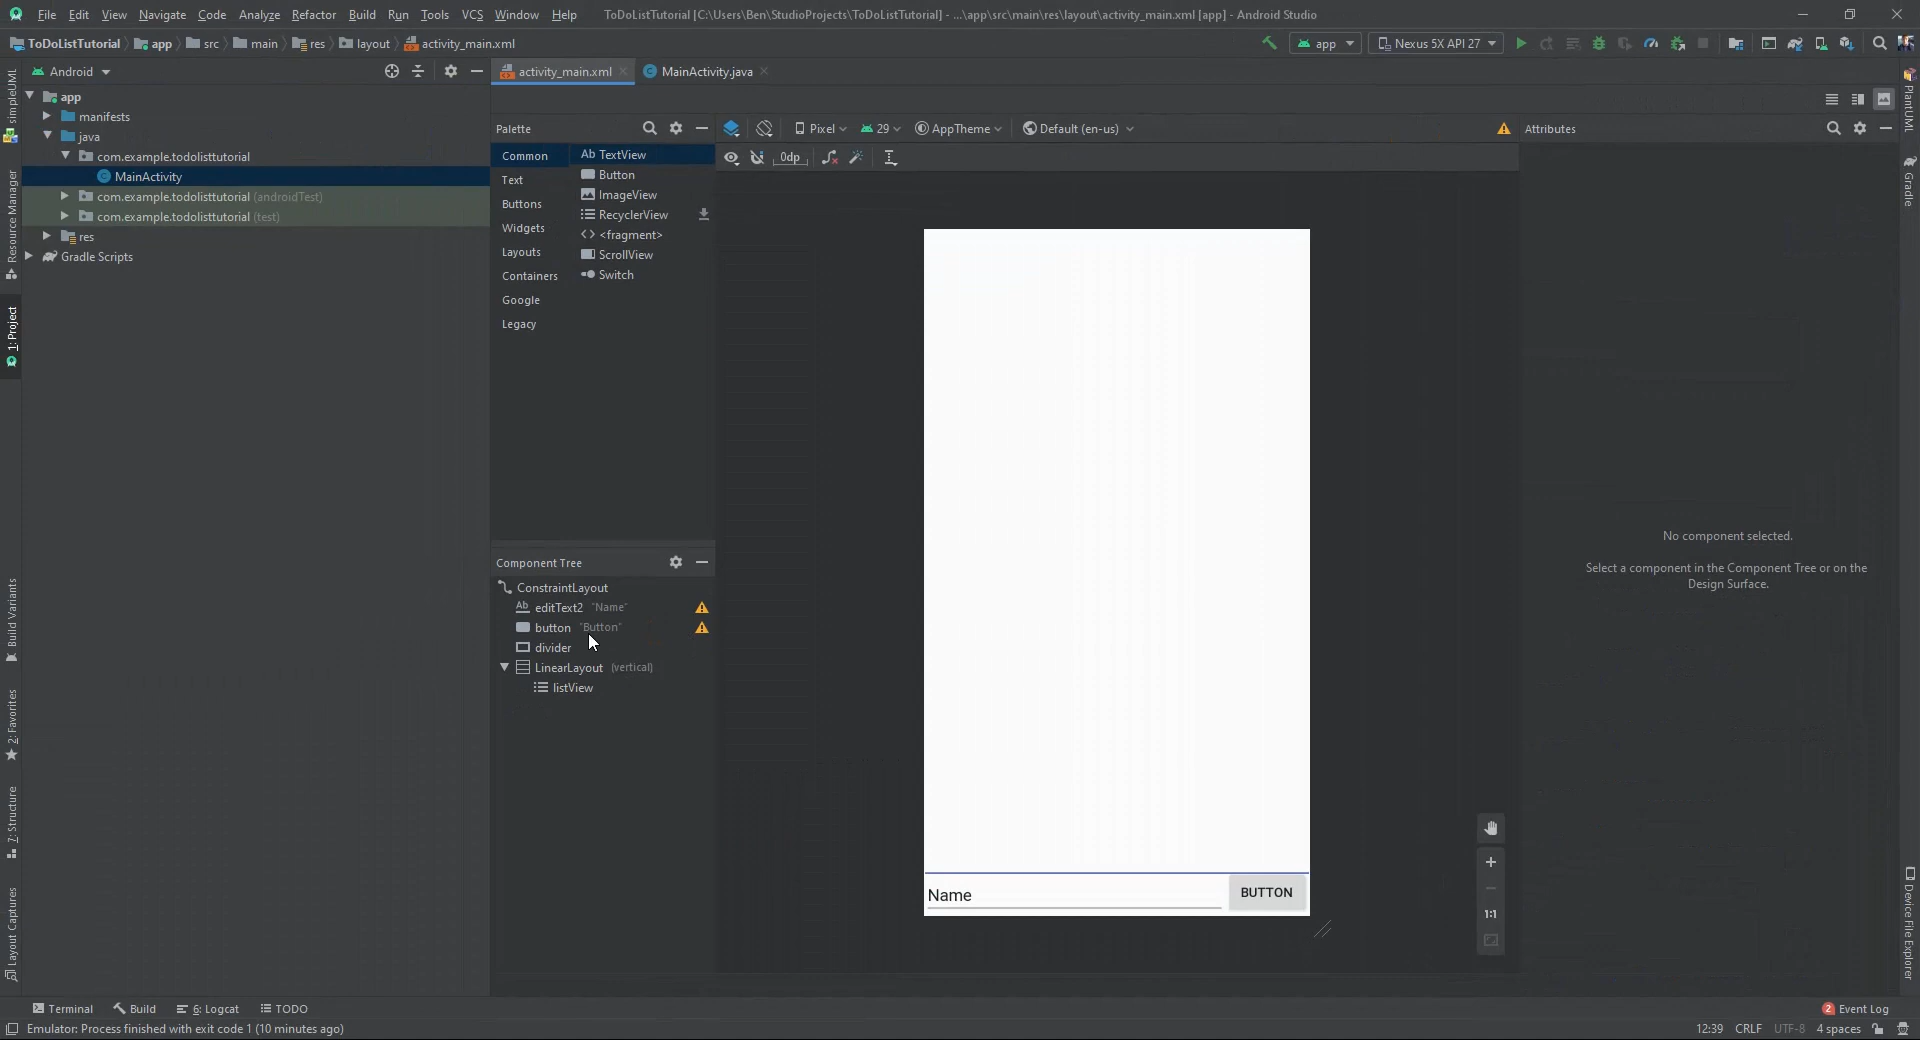 File Edit View Navigate Code Analyze Refactor Build Run Tools VCS Window Help ToDoListTutorial [C:\Users\Ben\StudioProjects\ToDoListTutorial] - ...\app\src\main\res\layout\activity_main.xml [app] - Android Studio
ToDoListTutorial app src main res layout activity_main.xml app Nexus 5X API 27
Android activity_main.xml MainActivity.java
app
manifests
java
com.example.todolisttutorial
MainActivity
com.example.todolisttutorial (androidTest)
com.example.todolisttutorial (test)
res
Gradle Scripts
simpleUML
Resource Manager
1: Project
Build Variants
2: Favorites
7: Structure
Layout Captures
Palette
Common
Text
Buttons
Widgets
Layouts
Containers
Google
Legacy
Ab TextView
Button
ImageView
RecyclerView
<fragment>
ScrollView
Switch
Component Tree
ConstraintLayout
Ab editText2 "Name"
button "Button"
divider
LinearLayout (vertical)
listView
Pixel 29 AppTheme Default (en-us)
0dp
Name
BUTTON
1:1
Attributes
No component selected.
Select a component in the Component Tree or on the
Design Surface.
PlantUML
Gradle
Device File Explorer
Terminal Build 6: Logcat TODO
2 Event Log
Emulator: Process finished with exit code 1 (10 minutes ago)
12:39 CRLF UTF-8 4 spaces